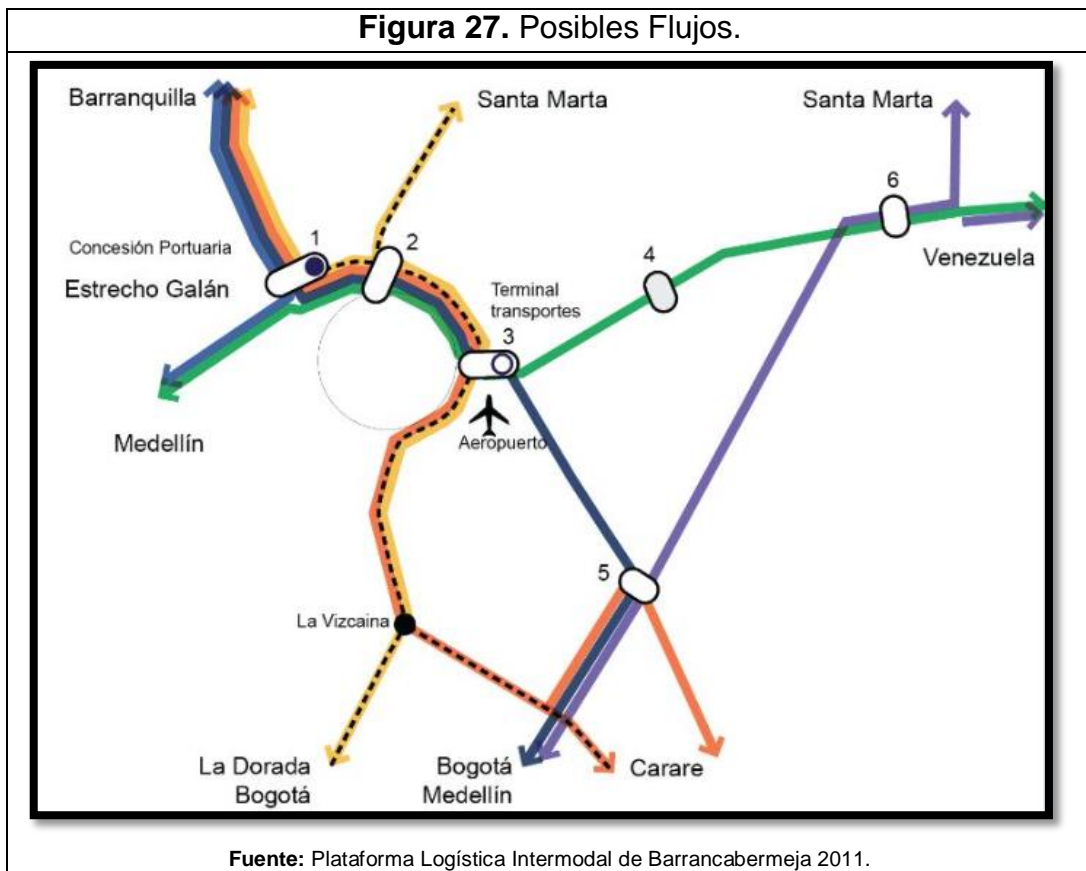 Figura 27. Posibles Flujos.
Barranquilla
Santa Marta
Santa Marta
6
Concesión Portuaria
1
2
Estrecho Galán
4
Venezuela
Terminal
transportes
3
Medellín
Aeropuerto
5
La Vizcaina
La Dorada
Bogotá
Bogotá
Medellín
Carare
Fuente: Plataforma Logística Intermodal de Barrancabermeja 2011.